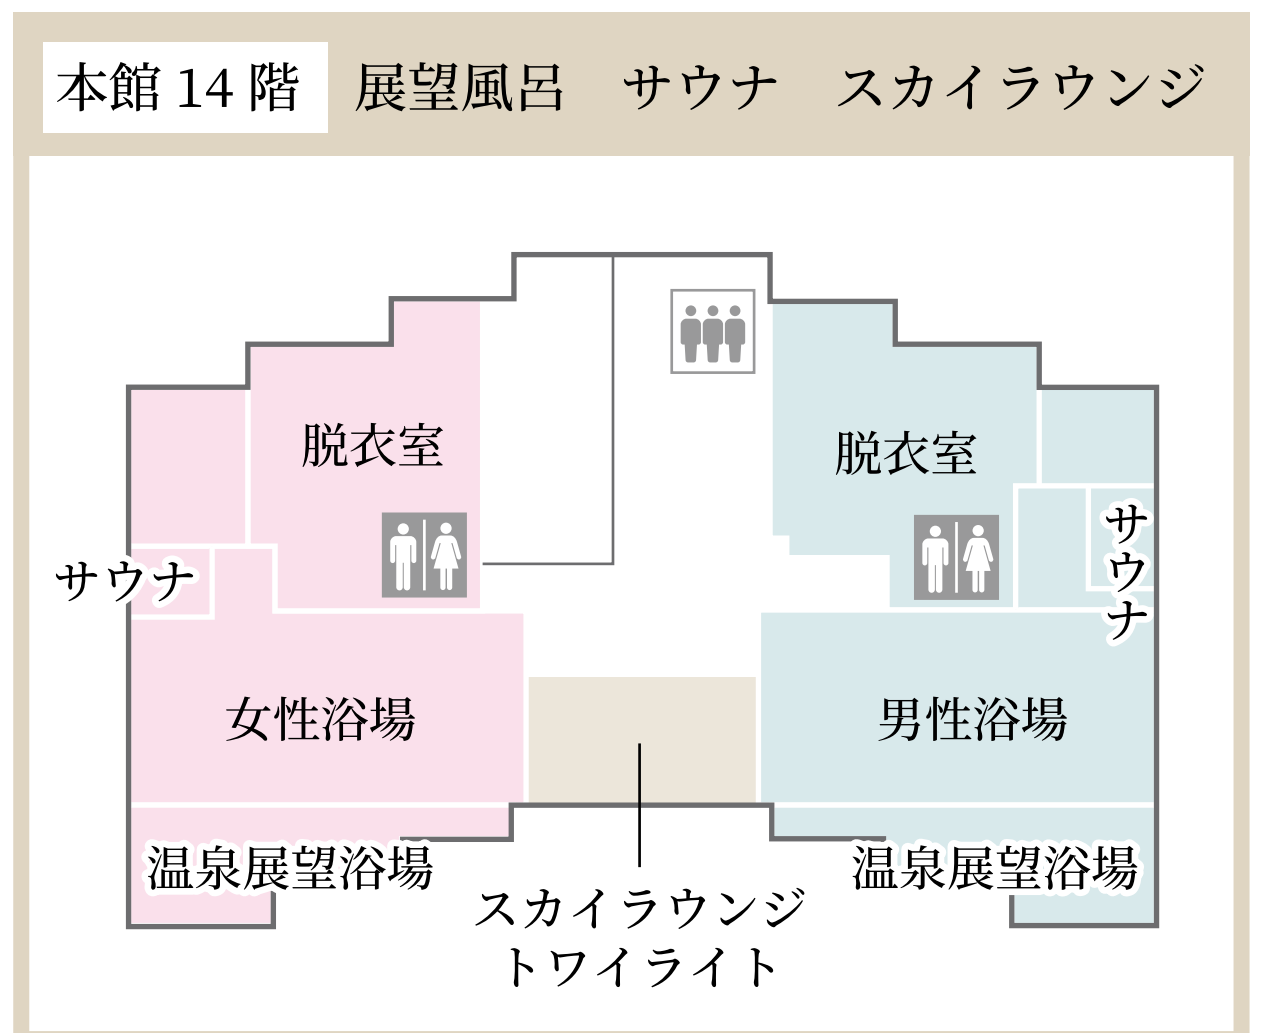 本館 14 階　展望風呂　サウナ　スカイラウンジ
脱衣室
脱衣室
サウナ
サウナ
女性浴場
男性浴場
温泉展望浴場
温泉展望浴場
スカイラウンジ
トワイライト